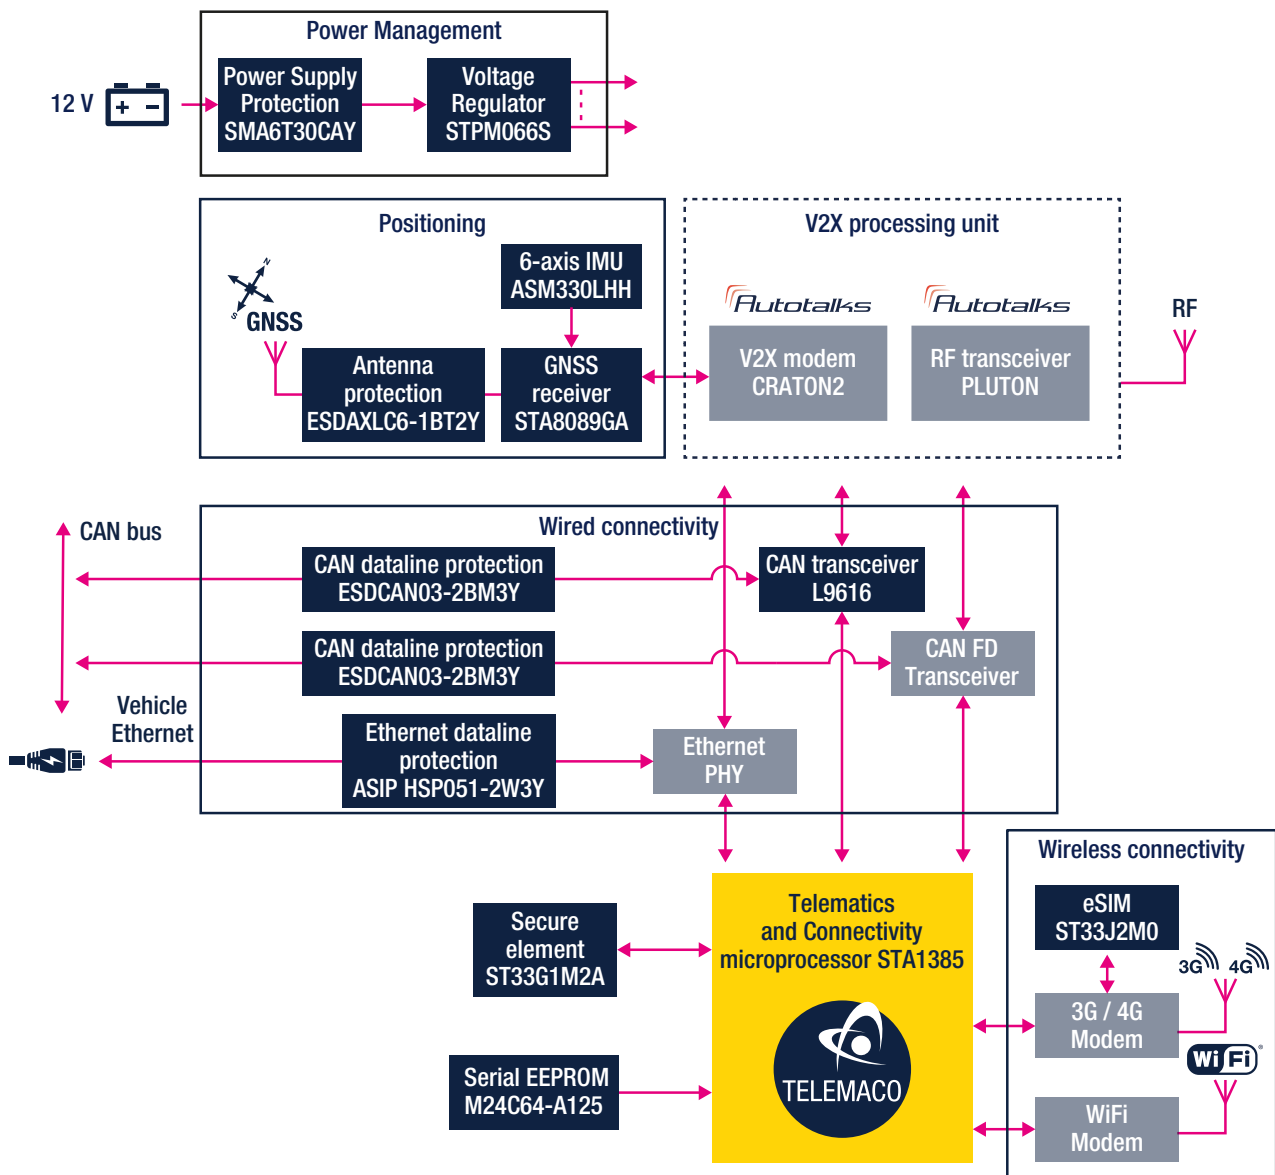 Power Management
12 V
+ −
Power Supply
Protection
SMA6T30CAY
Voltage
Regulator
STPM066S
Positioning
N
S
GNSS
6-axis IMU
ASM330LHH
Antenna
protection
ESDAXLC6-1BT2Y
GNSS
receiver
STA8089GA
V2X processing unit
Autotalks
V2X modem
CRATON2
Autotalks
RF transceiver
PLUTON
RF
CAN bus
Wired connectivity
CAN dataline protection
ESDCAN03-2BM3Y
CAN transceiver
L9616
CAN dataline protection
ESDCAN03-2BM3Y
CAN FD
Transceiver
Vehicle
Ethernet
Ethernet dataline
protection
ASIP HSP051-2W3Y
Ethernet
PHY
Secure
element
ST33G1M2A
Serial EEPROM
M24C64-A125
Telematics
and Connectivity
microprocessor STA1385
TELEMACO
Wireless connectivity
eSIM
ST33J2M0
3G
4G
3G / 4G
Modem
Wi Fi®
WiFi
Modem